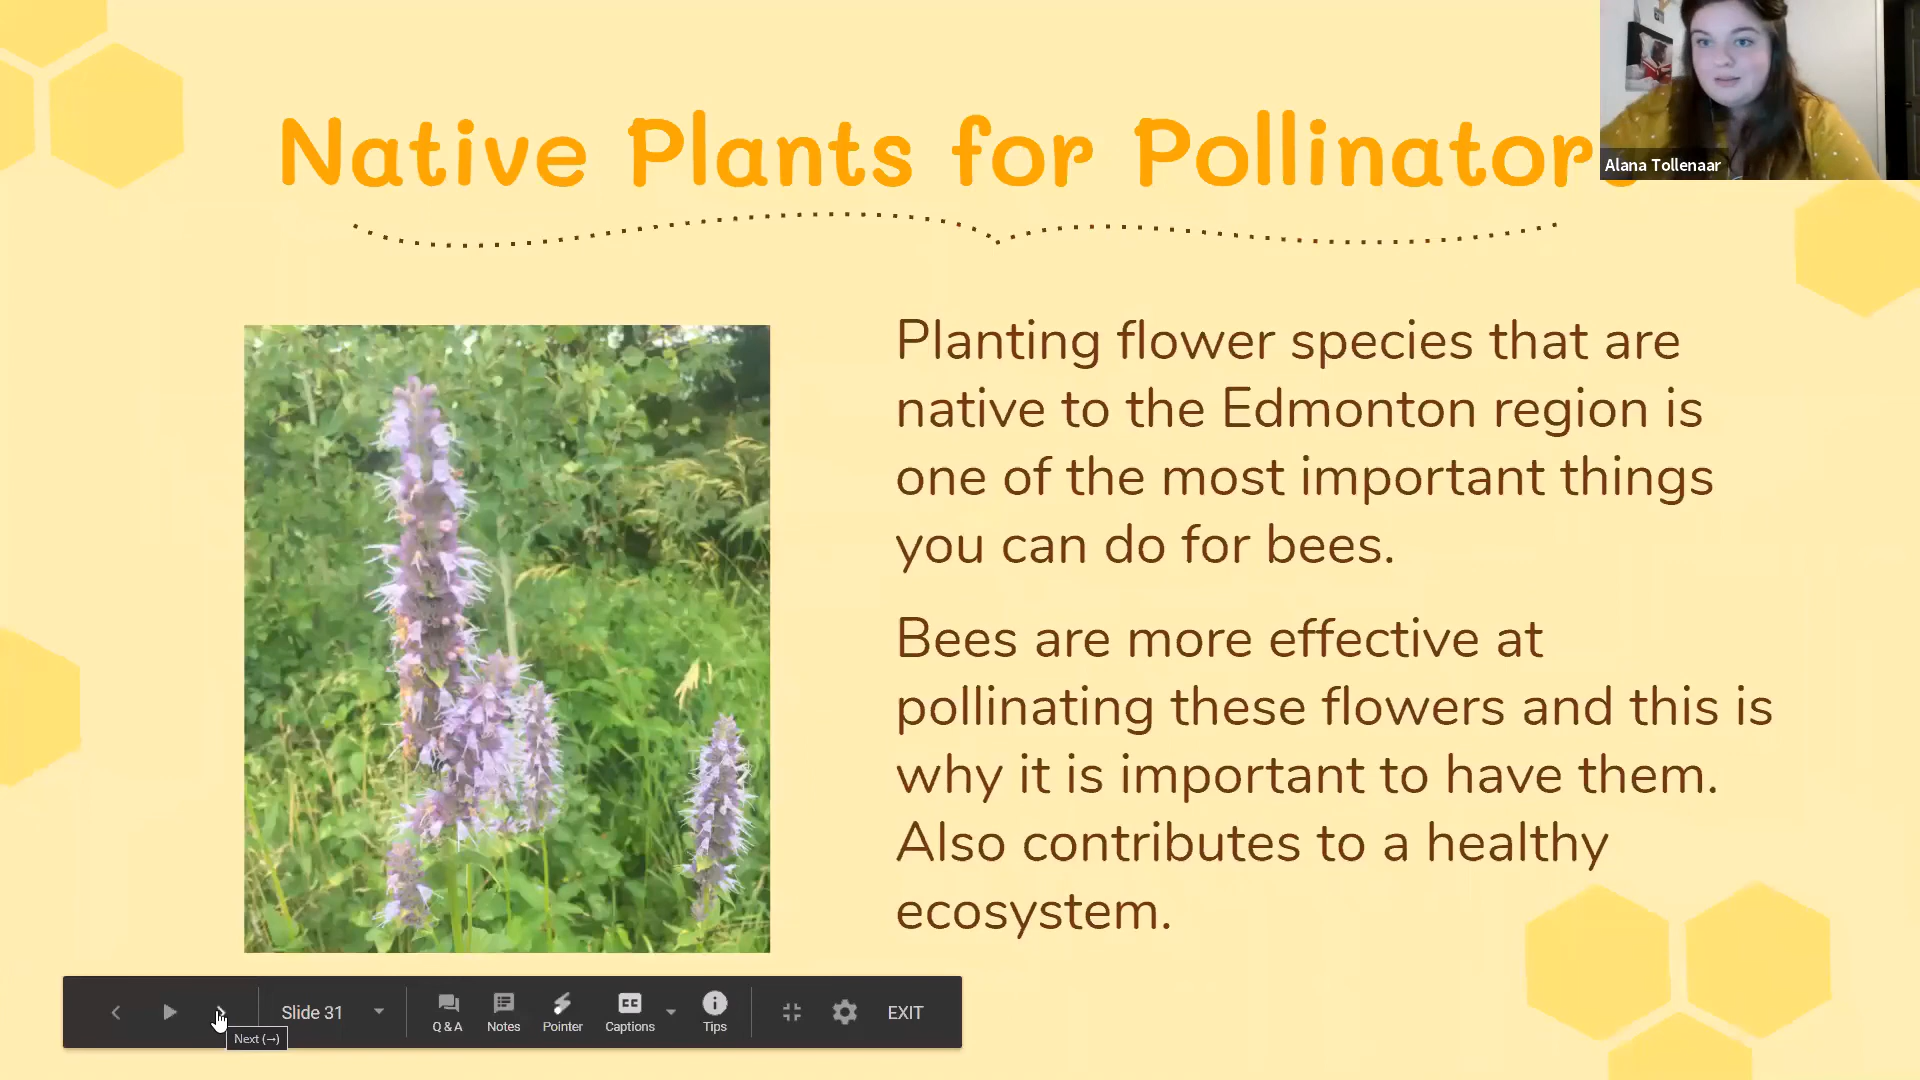 Native Plants for Pollinators
Alana Tollenaar
Planting flower species that are
native to the Edmonton region is
one of the most important things
you can do for bees.
Bees are more effective at
pollinating these flowers and this is
why it is important to have them.
Also contributes to a healthy
ecosystem.
Slide 31
Q & A
Notes
Pointer
CC
Captions
Tips
EXIT
Next (→)